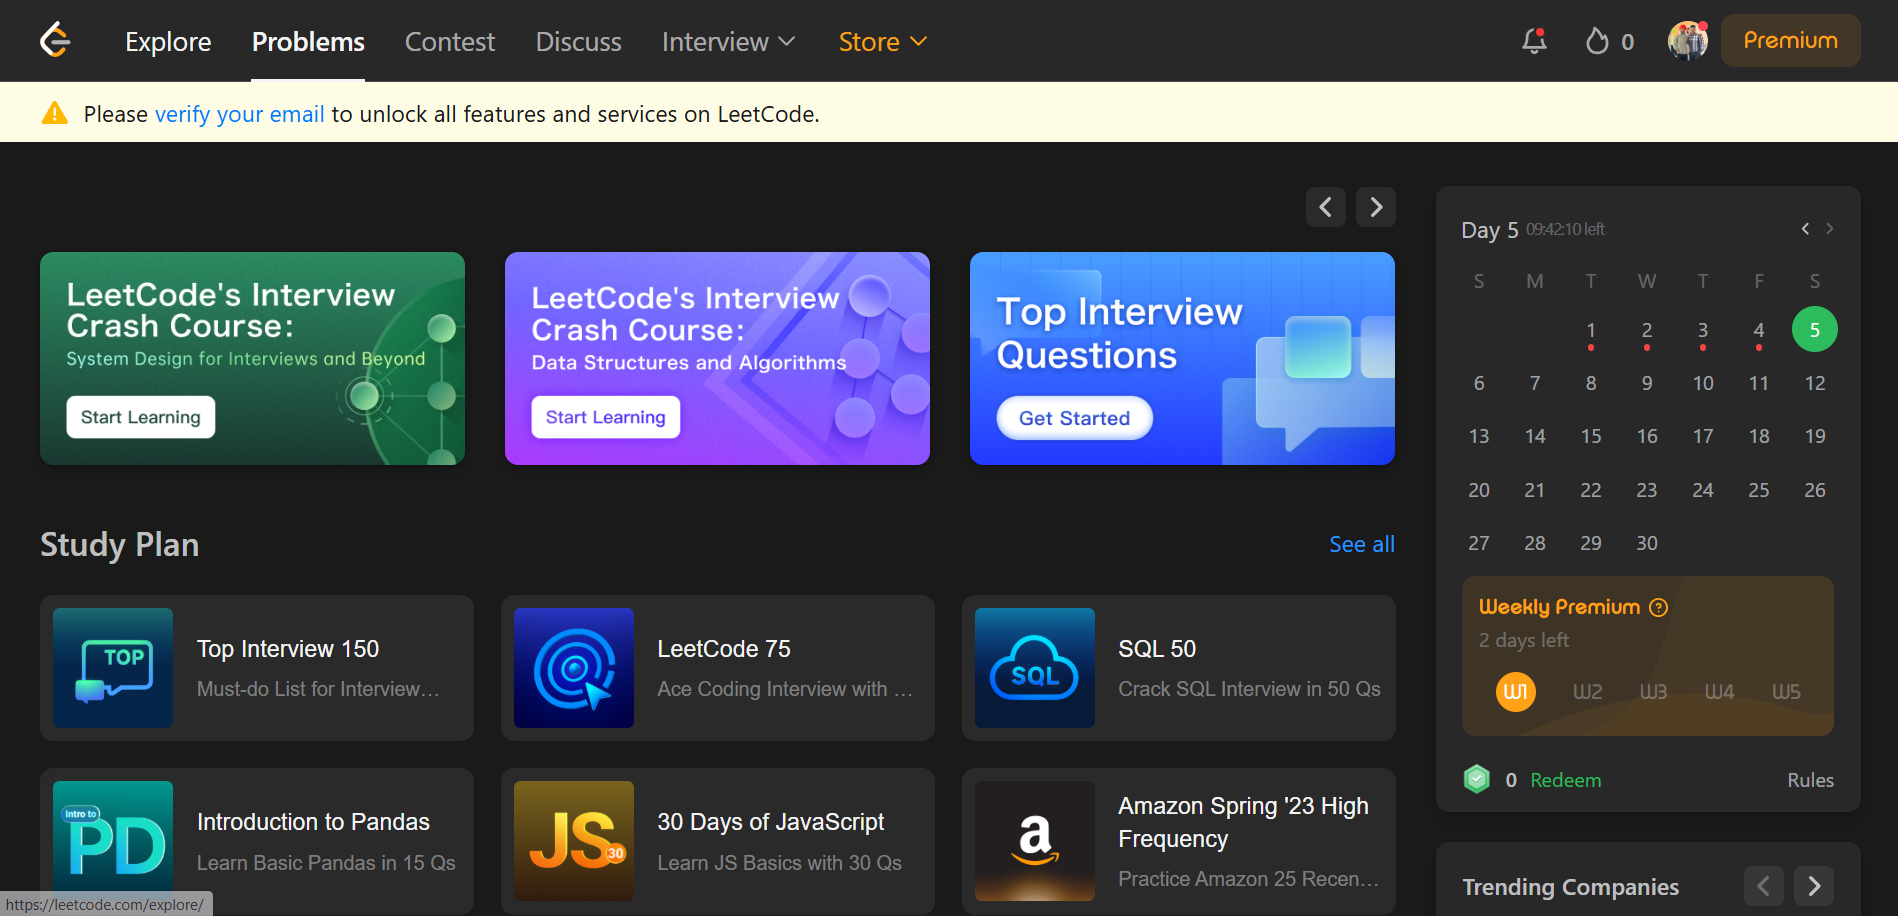 Explore Problems Contest Discuss Interview Store 0 Premium
Please verify your email to unlock all features and services on LeetCode.
LeetCode's Interview
Crash Course:
System Design for Interviews and Beyond
Start Learning
LeetCode's Interview
Crash Course:
Data Structures and Algorithms
Start Learning
Top Interview
Questions
Get Started
Study Plan See all
TOP
Top Interview 150
Must-do List for Interview...
LeetCode 75
Ace Coding Interview with ...
SQL
SQL 50
Crack SQL Interview in 50 Qs
Intro to
PD
Introduction to Pandas
Learn Basic Pandas in 15 Qs
JS 30
30 Days of JavaScript
Learn JS Basics with 30 Qs
a
Amazon Spring '23 High
Frequency
Practice Amazon 25 Recen...
Day 5 09:42:10 left
S M T W T F S
1 2 3 4 5
6 7 8 9 10 11 12
13 14 15 16 17 18 19
20 21 22 23 24 25 26
27 28 29 30
Weekly Premium ?
2 days left
W1 W2 W3 W4 W5
0 Redeem Rules
Trending Companies
https://leetcode.com/explore/